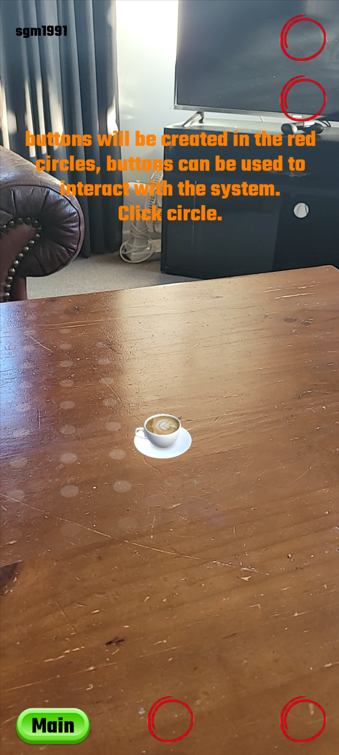 sgm1991
buttons will be created in the red
circles, buttons can be used to
interact with the system.
Click circle.
Main